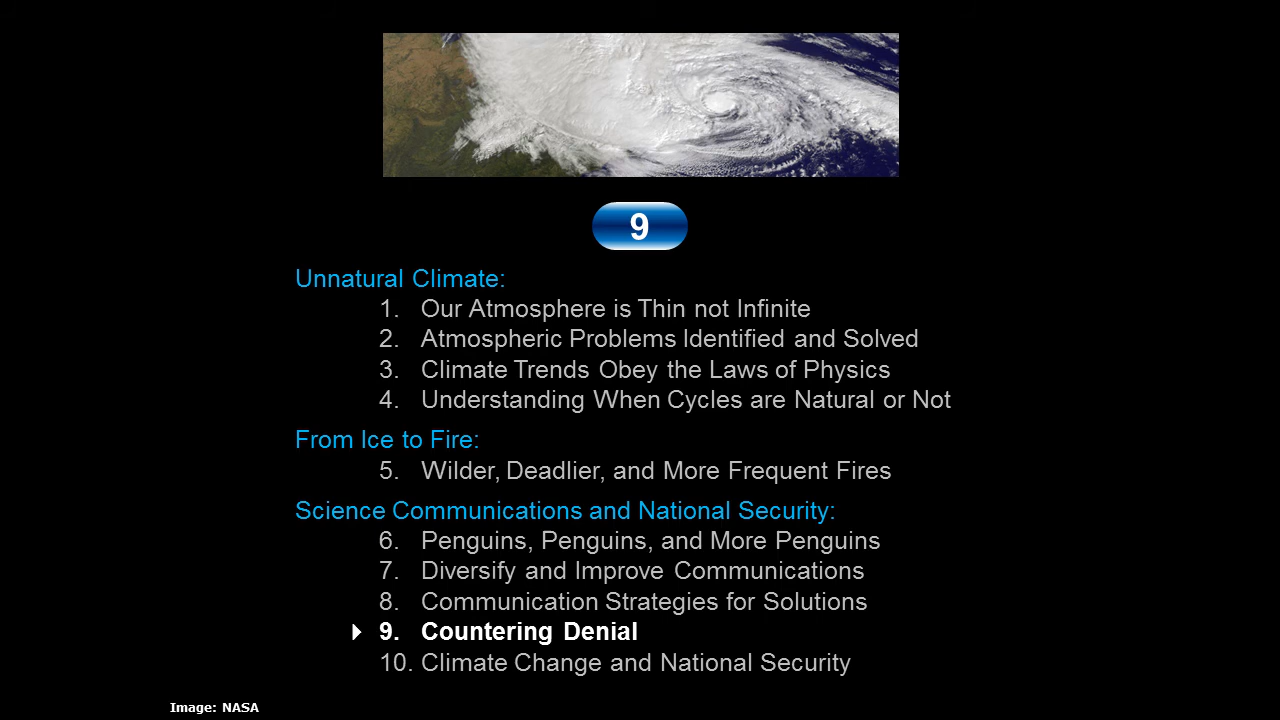 9
Unnatural Climate:
1. Our Atmosphere is Thin not Infinite
2. Atmospheric Problems Identified and Solved
3. Climate Trends Obey the Laws of Physics
4. Understanding When Cycles are Natural or Not
From Ice to Fire:
5. Wilder, Deadlier, and More Frequent Fires
Science Communications and National Security:
6. Penguins, Penguins, and More Penguins
7. Diversify and Improve Communications
8. Communication Strategies for Solutions
9. Countering Denial
10. Climate Change and National Security
Image: NASA